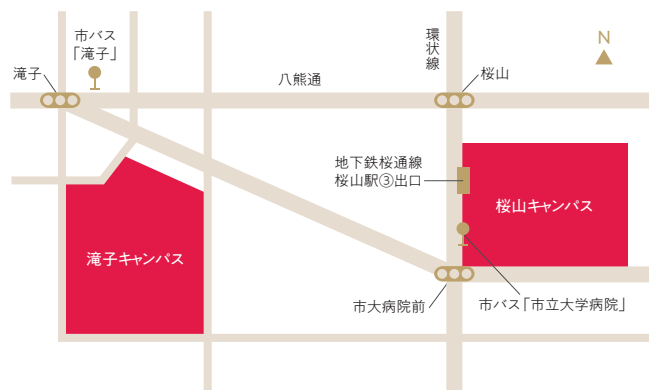 市バス
「滝子」
滝子
八熊通
環状線
桜山
N
地下鉄桜通線
桜山駅③出口
桜山キャンパス
滝子キャンパス
市大病院前
市バス「市立大学病院」